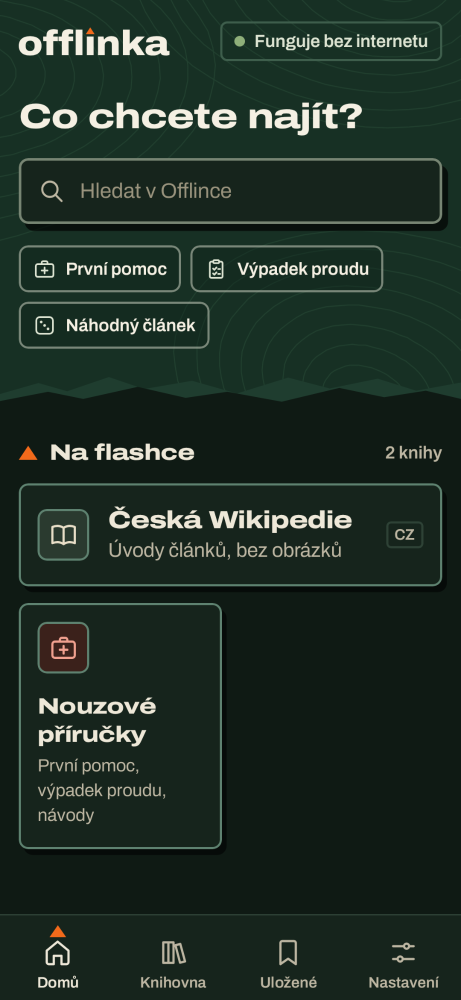 offlinka
Funguje bez internetu
Co chcete najít?
Hledat v Offlince
První pomoc
Výpadek proudu
Náhodný článek
Na flashce
2 knihy
Česká Wikipedie
Úvody článků, bez obrázků
CZ
Nouzové
příručky
První pomoc,
výpadek proudu,
návody
Domů
Knihovna
Uložené
Nastavení